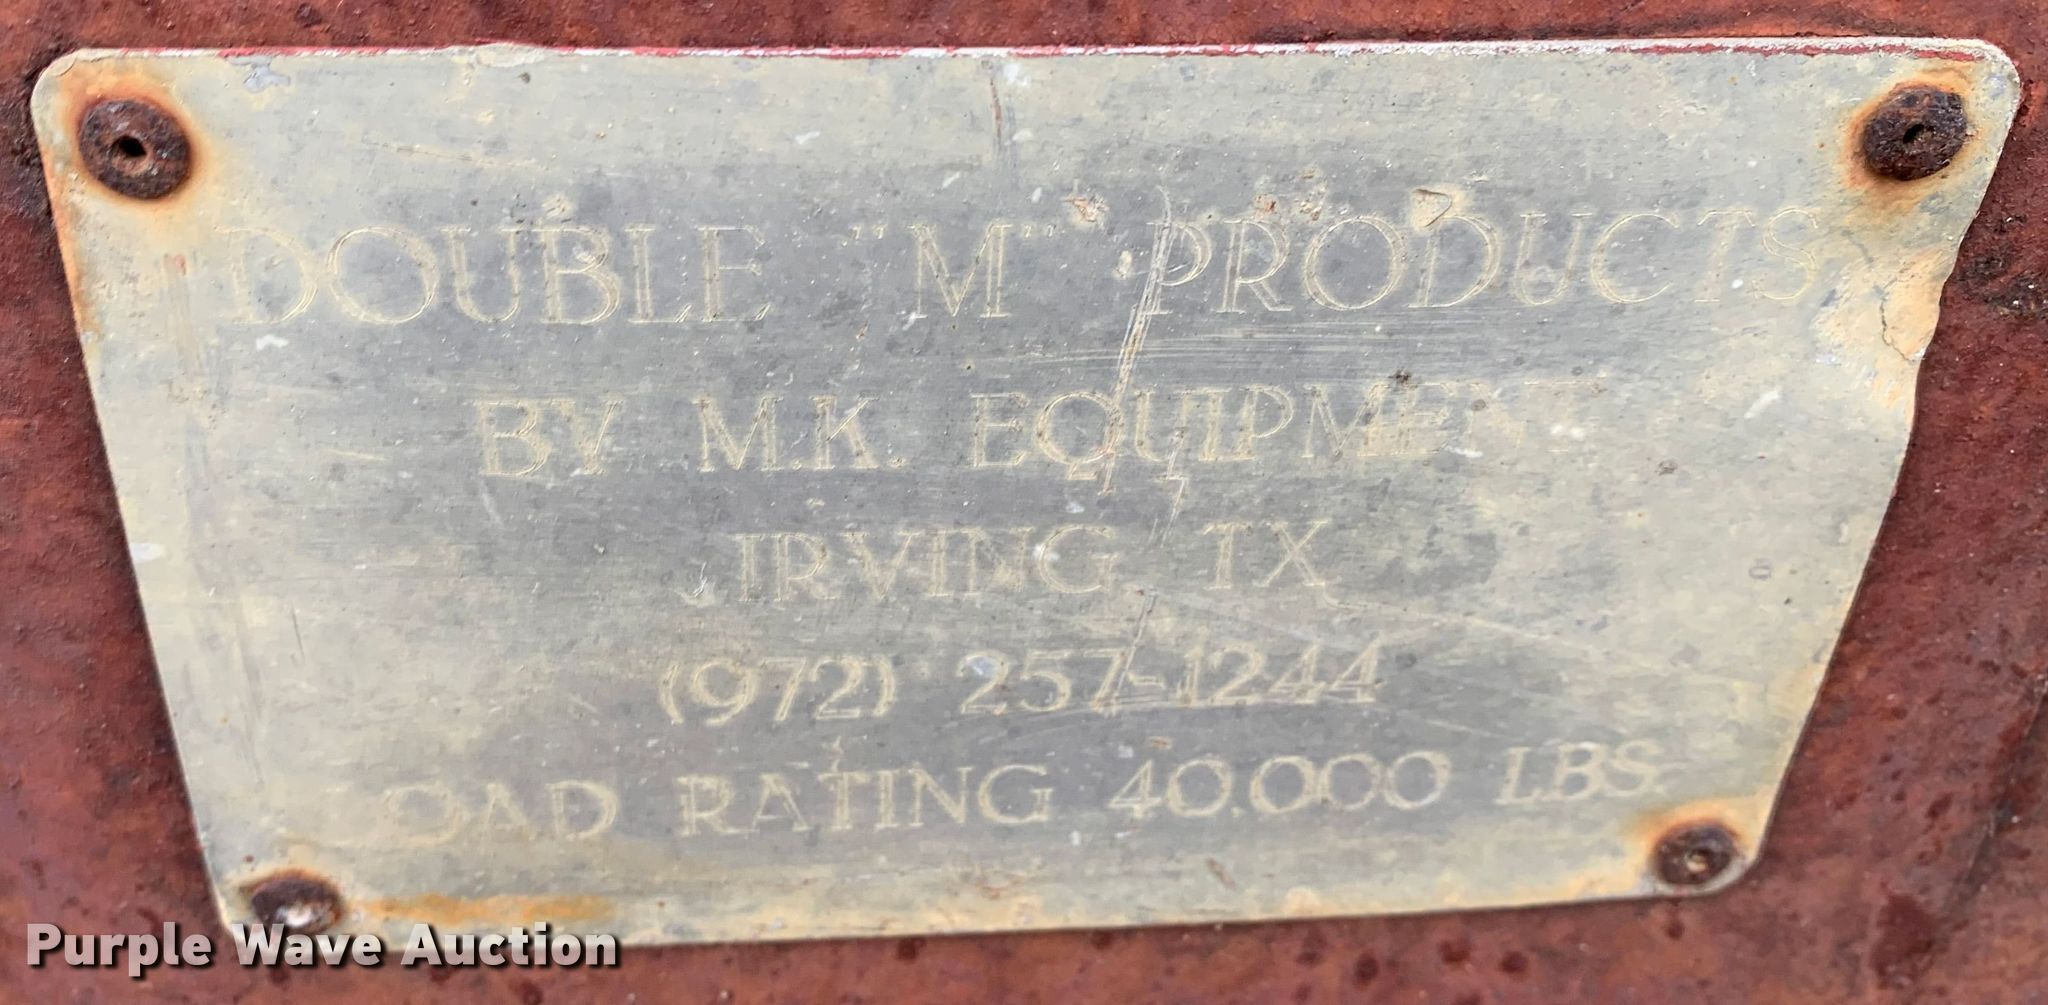 DOUBLE "M" PRODUCTS
BY M.K. EQUIPMENT
IRVING, TX
(972) 257-1244
LOAD RATING 40,000 LBS.
Purple Wave Auction